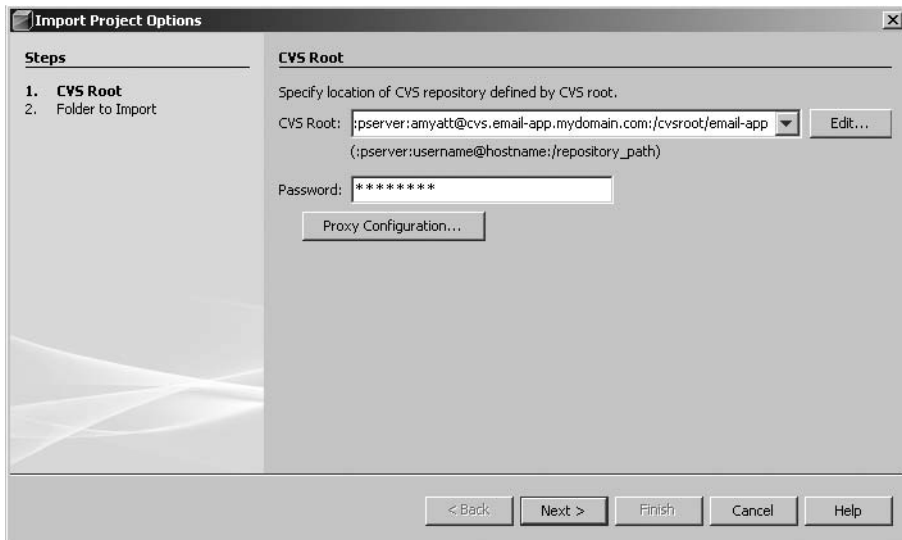 Import Project Options
Steps
1. CVS Root
2. Folder to Import
CVS Root
Specify location of CVS repository defined by CVS root.
CVS Root: :pserver:amyatt@cvs.email-app.mydomain.com:/cvsroot/email-app Edit...
(:pserver:username@hostname:/repository_path)
Password: ********
Proxy Configuration...
< Back Next > Finish Cancel Help